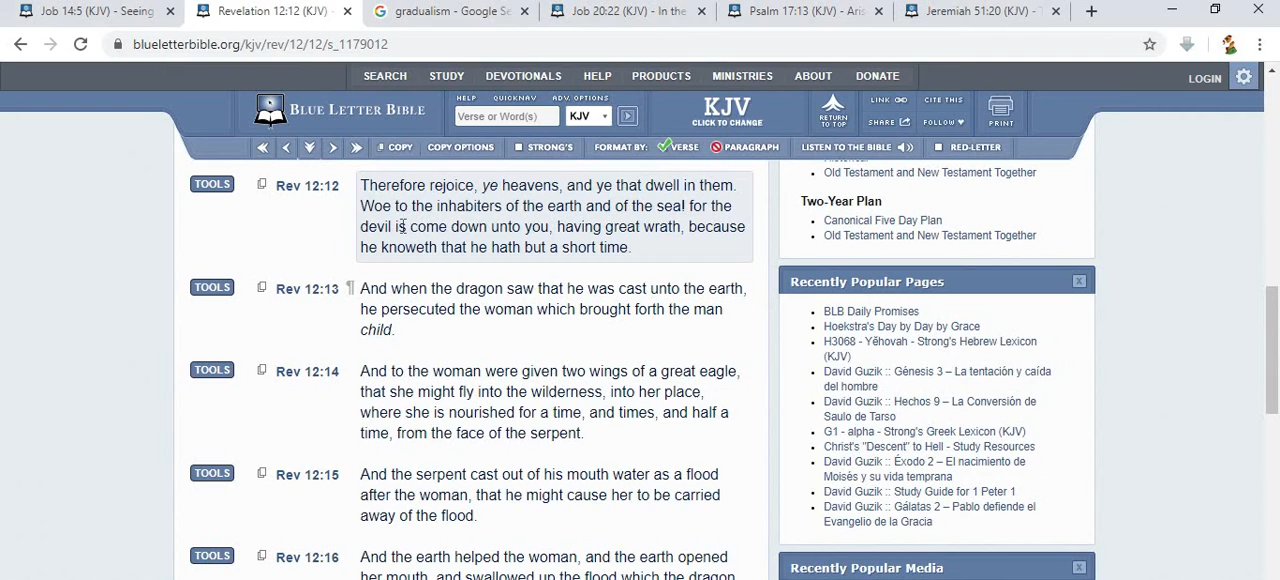 Job 14:5 (KJV) - Seeing
Revelation 12:12 (KJV) -
gradualism - Google Se
Job 20:22 (KJV) - In the
Psalm 17:13 (KJV) - Aris
Jeremiah 51:20 (KJV) - T
blueletterbible.org/kjv/rev/12/12/s_1179012
SEARCH STUDY DEVOTIONALS HELP PRODUCTS MINISTRIES ABOUT DONATE
LOGIN
BLUE LETTER BIBLE
HELP QUICKNAV ADV. OPTIONS
Verse or Word(s) KJV
KJV
CLICK TO CHANGE
RETURN
TO TOP
LINK CITE THIS
SHARE FOLLOW
PRINT
COPY COPY OPTIONS STRONG'S FORMAT BY: VERSE PARAGRAPH LISTEN TO THE BIBLE RED-LETTER
TOOLS Rev 12:12 Therefore rejoice, ye heavens, and ye that dwell in them.
Woe to the inhabiters of the earth and of the sea! for the
devil is come down unto you, having great wrath, because
he knoweth that he hath but a short time.
TOOLS Rev 12:13 ¶ And when the dragon saw that he was cast unto the earth,
he persecuted the woman which brought forth the man
child.
TOOLS Rev 12:14 And to the woman were given two wings of a great eagle,
that she might fly into the wilderness, into her place,
where she is nourished for a time, and times, and half a
time, from the face of the serpent.
TOOLS Rev 12:15 And the serpent cast out of his mouth water as a flood
after the woman, that he might cause her to be carried
away of the flood.
TOOLS Rev 12:16 And the earth helped the woman, and the earth opened
her mouth, and swallowed up the flood which the dragon
Historical
Old Testament and New Testament Together
Two-Year Plan
Canonical Five Day Plan
Old Testament and New Testament Together
Recently Popular Pages
BLB Daily Promises
Hoekstra's Day by Day by Grace
H3068 - Yĕhovah - Strong's Hebrew Lexicon
(KJV)
David Guzik :: Génesis 3 – La tentación y caída
del hombre
David Guzik :: Hechos 9 – La Conversión de
Saulo de Tarso
G1 - alpha - Strong's Greek Lexicon (KJV)
Christ's "Descent" to Hell - Study Resources
David Guzik :: Éxodo 2 – El nacimiento de
Moisés y su vida temprana
David Guzik :: Study Guide for 1 Peter 1
David Guzik :: Gálatas 2 – Pablo defiende el
Evangelio de la Gracia
Recently Popular Media